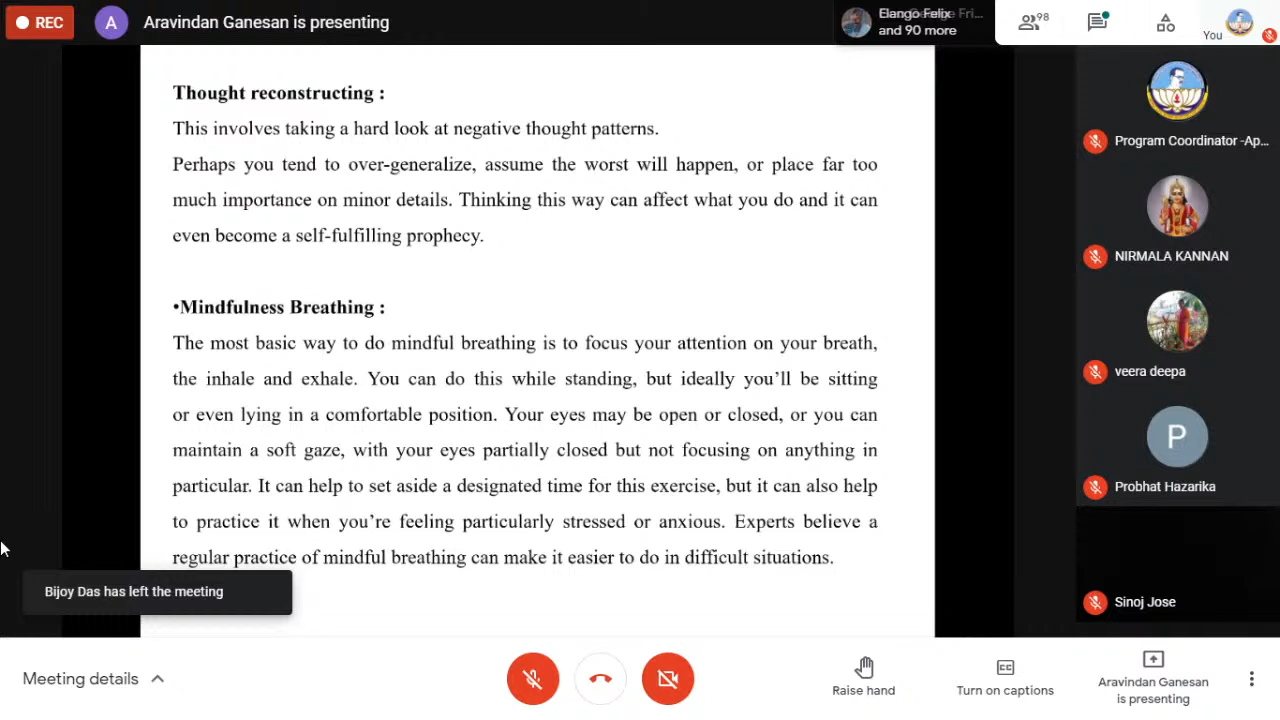 REC
A
Aravindan Ganesan is presenting
Elango Felix
and 90 more
98
You
Thought reconstructing :
This involves taking a hard look at negative thought patterns.
Perhaps you tend to over-generalize, assume the worst will happen, or place far too
much importance on minor details. Thinking this way can affect what you do and it can
even become a self-fulfilling prophecy.
•Mindfulness Breathing :
The most basic way to do mindful breathing is to focus your attention on your breath,
the inhale and exhale. You can do this while standing, but ideally you’ll be sitting
or even lying in a comfortable position. Your eyes may be open or closed, or you can
maintain a soft gaze, with your eyes partially closed but not focusing on anything in
particular. It can help to set aside a designated time for this exercise, but it can also help
to practice it when you’re feeling particularly stressed or anxious. Experts believe a
regular practice of mindful breathing can make it easier to do in difficult situations.
Program Coordinator -Ap...
NIRMALA KANNAN
veera deepa
P
Probhat Hazarika
Sinoj Jose
Bijoy Das has left the meeting
Meeting details
Raise hand
CC
Turn on captions
Aravindan Ganesan
is presenting